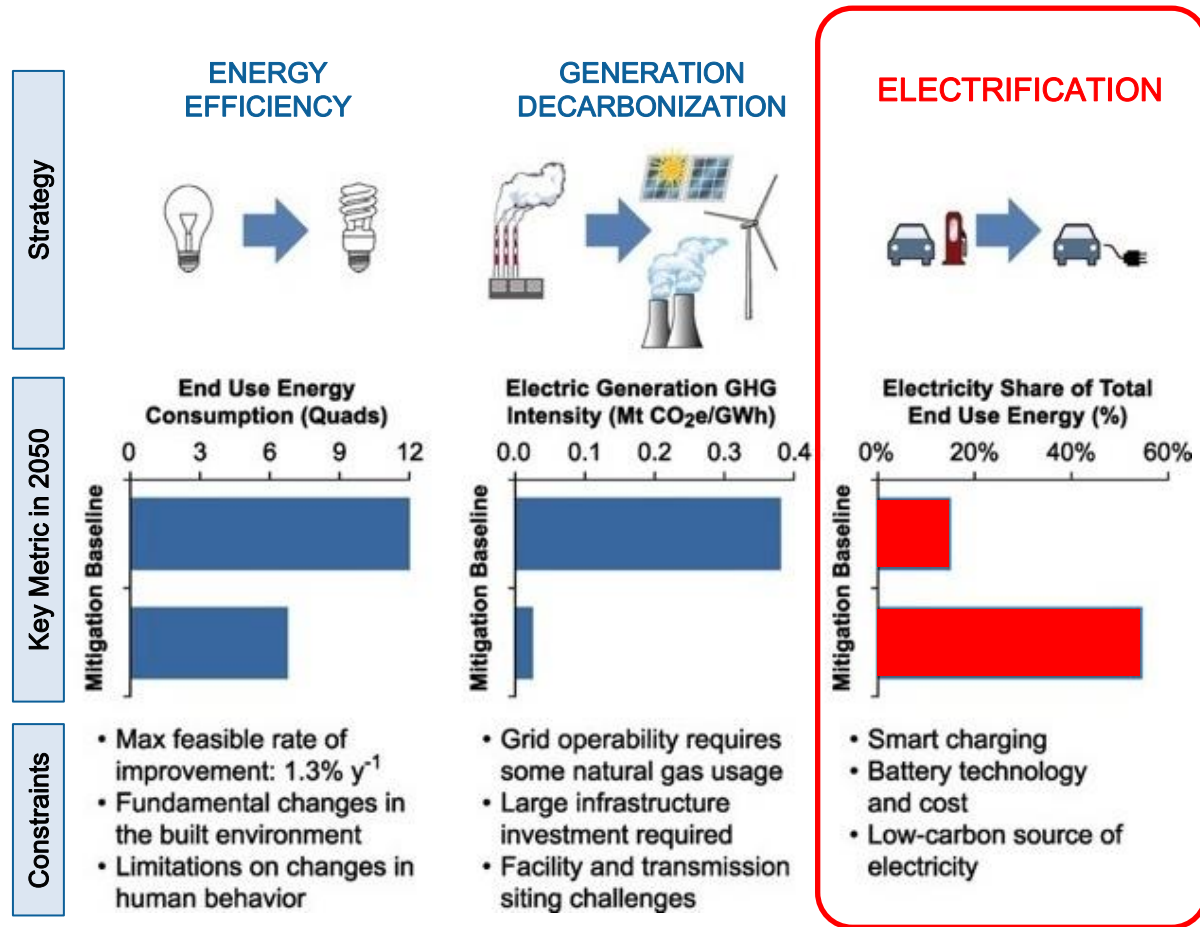 Strategy
ENERGY
EFFICIENCY
GENERATION
DECARBONIZATION
ELECTRIFICATION
Key Metric in 2050
End Use Energy
Consumption (Quads)
0 3 6 9 12
Mitigation Baseline
Electric Generation GHG
Intensity (Mt CO₂e/GWh)
0.0 0.1 0.2 0.3 0.4
Mitigation Baseline
Electricity Share of Total
End Use Energy (%)
0% 20% 40% 60%
Mitigation Baseline
Constraints
• Max feasible rate of
improvement: 1.3% y⁻¹
• Fundamental changes in
the built environment
• Limitations on changes in
human behavior
• Grid operability requires
some natural gas usage
• Large infrastructure
investment required
• Facility and transmission
siting challenges
• Smart charging
• Battery technology
and cost
• Low-carbon source of
electricity